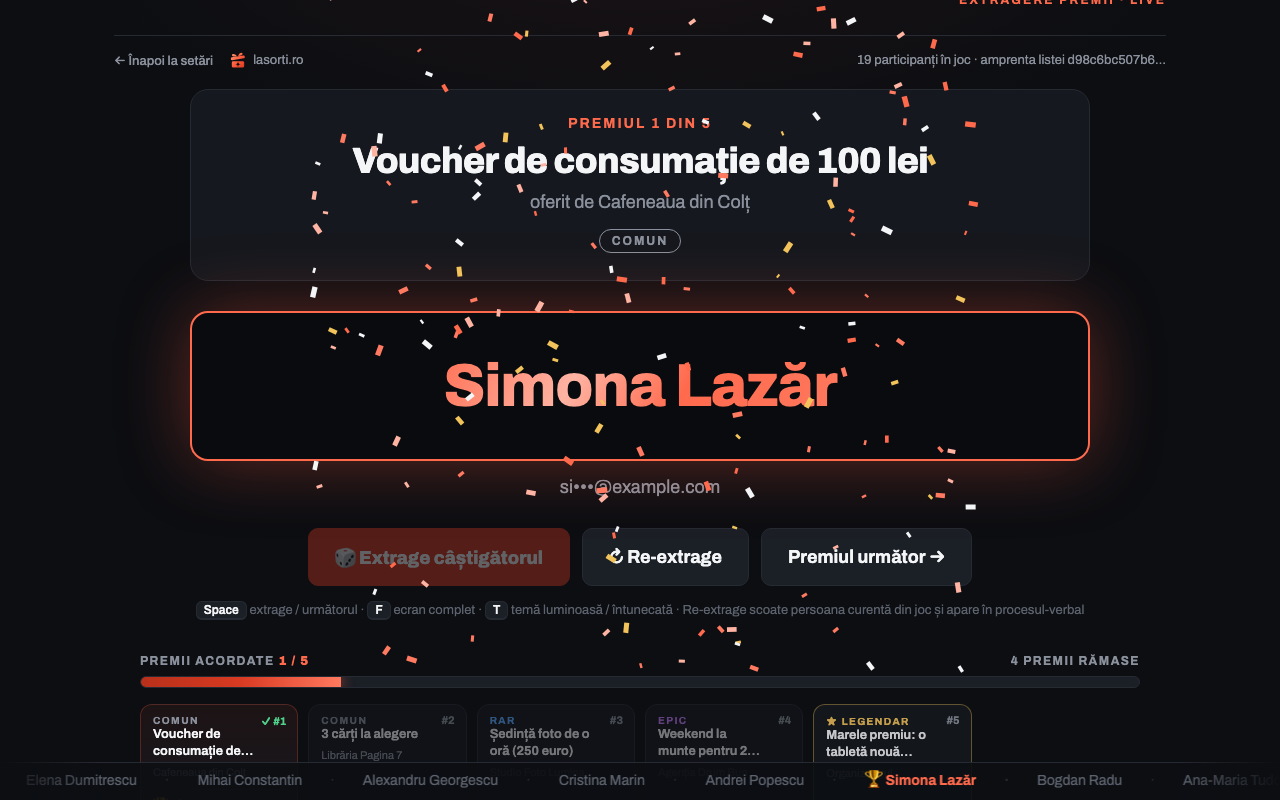 EXTRAGERE PREMII · LIVE
← Înapoi la setări lasorti.ro 19 participanți în joc · amprenta listei d98c6bc507b6...
PREMIUL 1 DIN 5
Voucher de consumație de 100 lei
oferit de Cafeneaua din Colț
COMUN
Simona Lazăr
si•••@example.com
Extrage câștigătorul Re-extrage Premiul următor →
Space extrage / următorul · F ecran complet · T temă luminoasă / întunecată · Re-extrage scoate persoana curentă din joc și apare în procesul-verbal
PREMII ACORDATE 1 / 5 4 PREMII RĂMASE
COMUN ✓ #1
Voucher de
consumație de...
COMUN #2
3 cărți la alegere
Librăria Pagina 7
RAR #3
Ședință foto de o
oră (250 euro)
EPIC #4
Weekend la
munte pentru 2...
★ LEGENDAR #5
Marele premiu: o
tabletă nouă...
Elena Dumitrescu · Mihai Constantin · Alexandru Georgescu · Cristina Marin · Andrei Popescu · 🏆 Simona Lazăr · Bogdan Radu · Ana-Maria